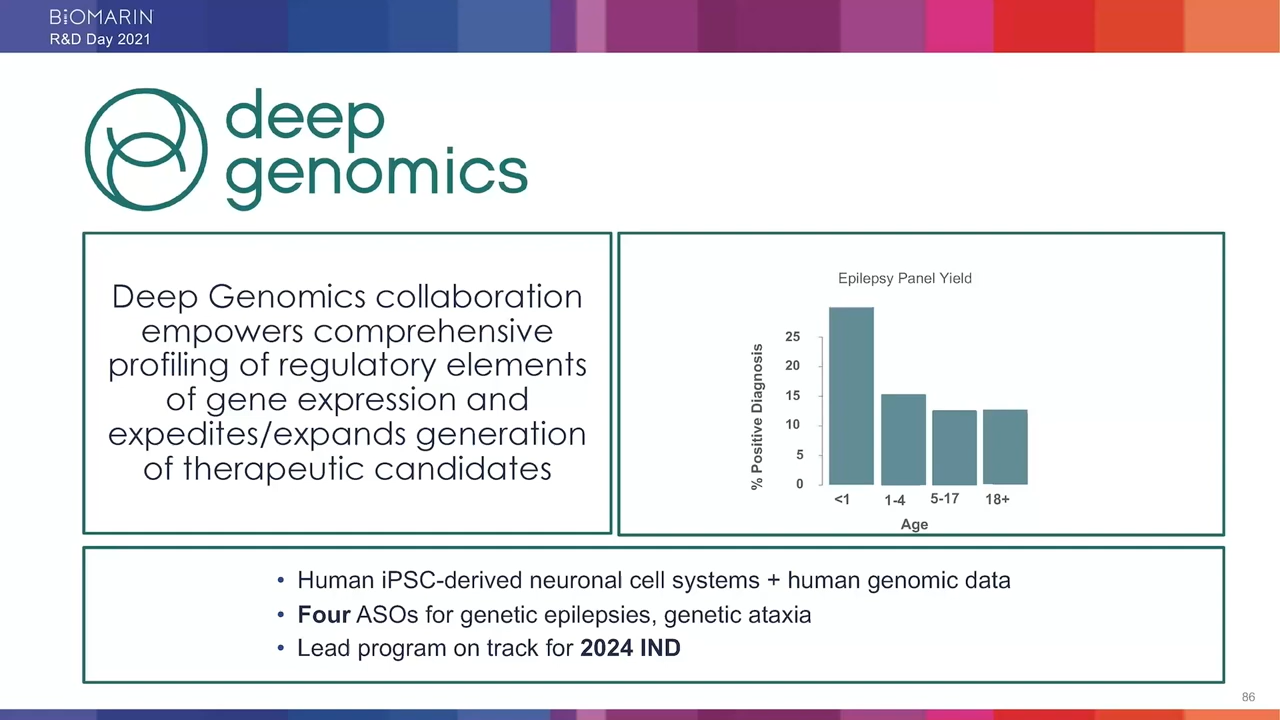 BIOMARIN
R&D Day 2021
deep
genomics
Deep Genomics collaboration
empowers comprehensive
profiling of regulatory elements
of gene expression and
expedites/expands generation
of therapeutic candidates
Epilepsy Panel Yield
% Positive Diagnosis
25
20
15
10
5
0
<1 1-4 5-17 18+
Age
• Human iPSC-derived neuronal cell systems + human genomic data
• Four ASOs for genetic epilepsies, genetic ataxia
• Lead program on track for 2024 IND
86